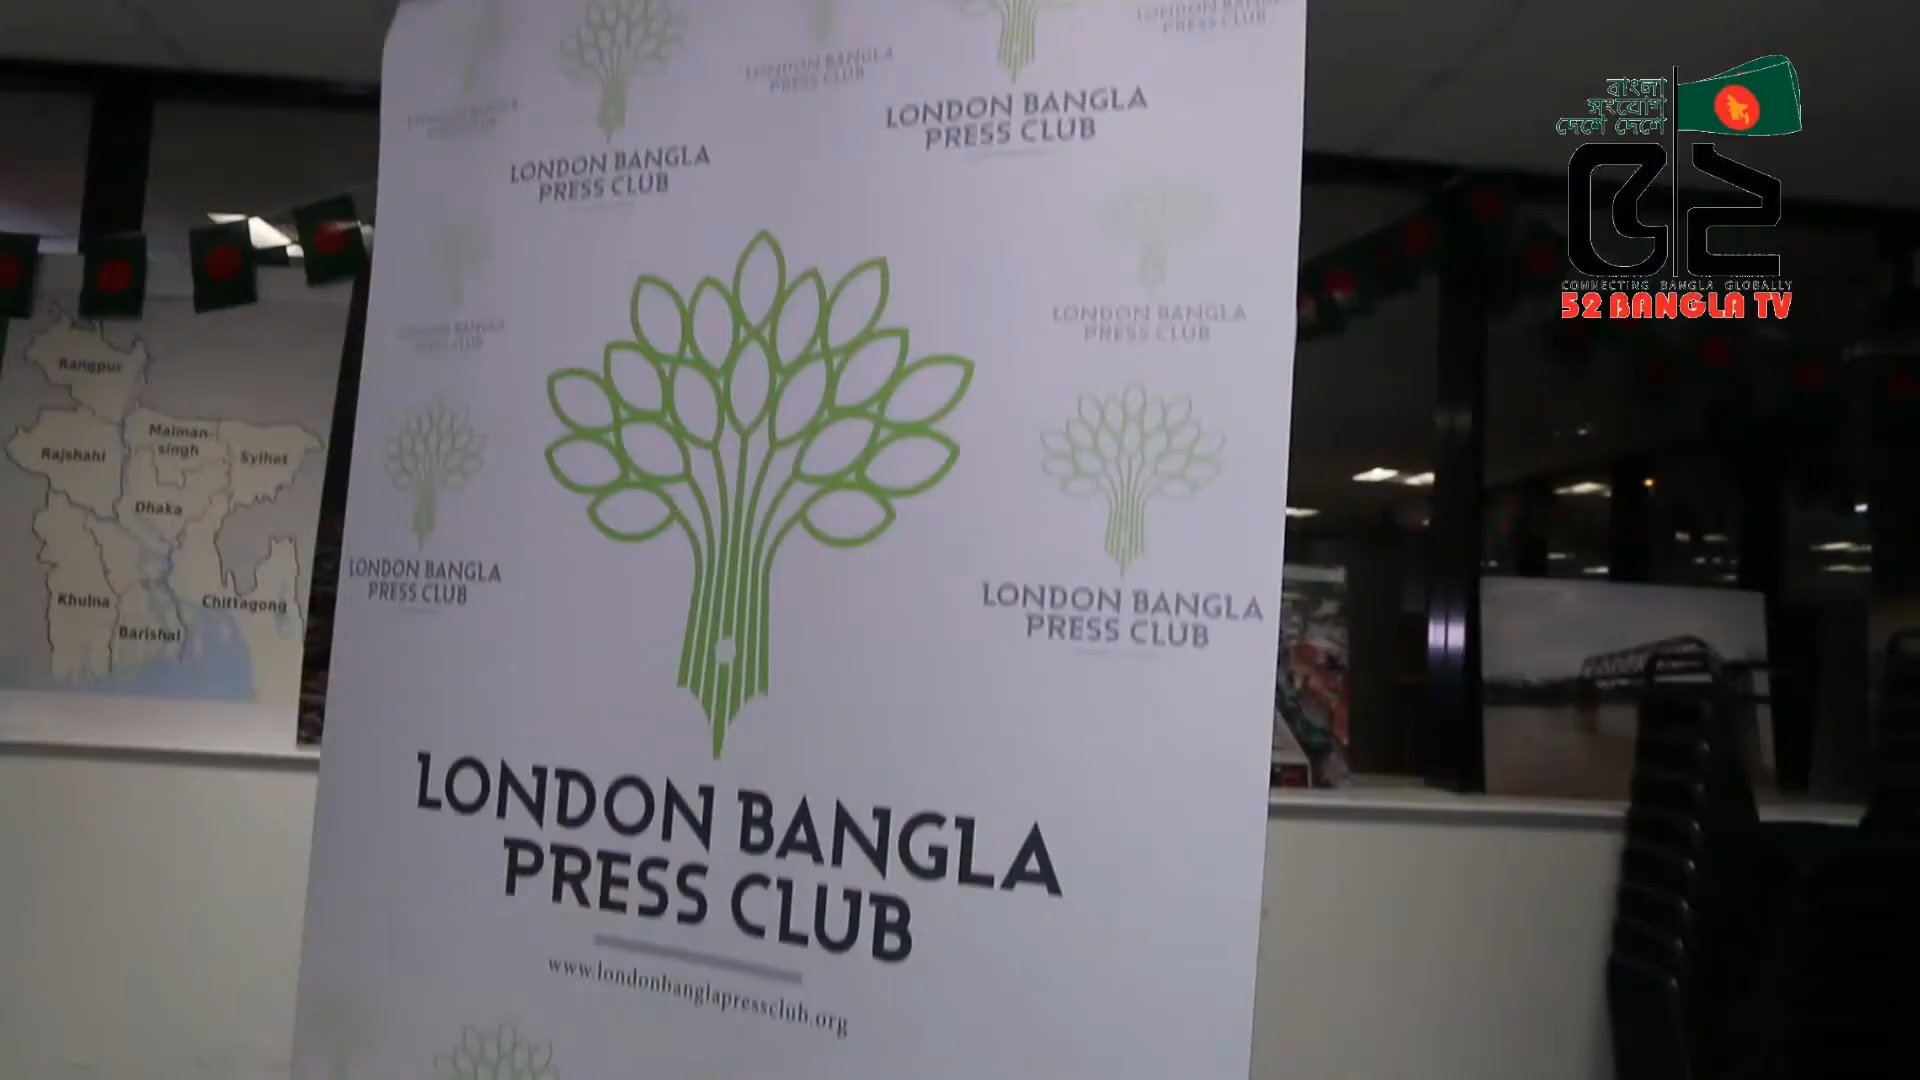 LONDON BANGLA
PRESS CLUB
LONDON BANGLA
PRESS CLUB
LONDON BANGLA
PRESS CLUB
LONDON BANGLA
PRESS CLUB
LONDON BANGLA
PRESS CLUB
LONDON BANGLA
PRESS CLUB
LONDON BANGLA
PRESS CLUB
www.londonbanglapressclub.org
Rangpur
Maiman-
singh
Rajshahi
Sylhet
Dhaka
Khulna
Chittagong
Barishal
বাংলা
সংযোগ
দেশে দেশে
৫২
CONNECTING BANGLA GLOBALLY
52 BANGLA TV